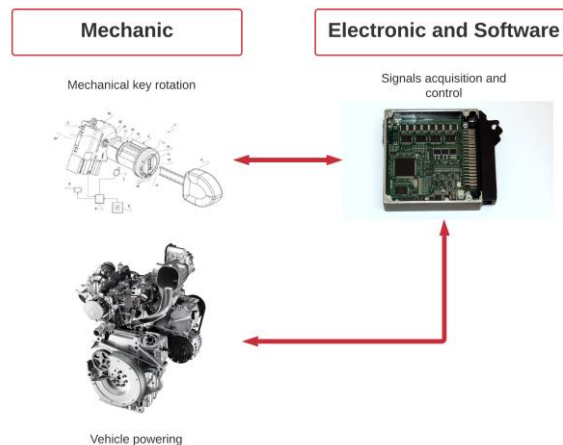 Mechanic
Electronic and Software
Mechanical key rotation
Signals acquisition and
control
Vehicle powering